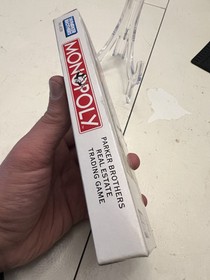 MONOPOLY
PARKER BROTHERS
REAL ESTATE
TRADING GAME